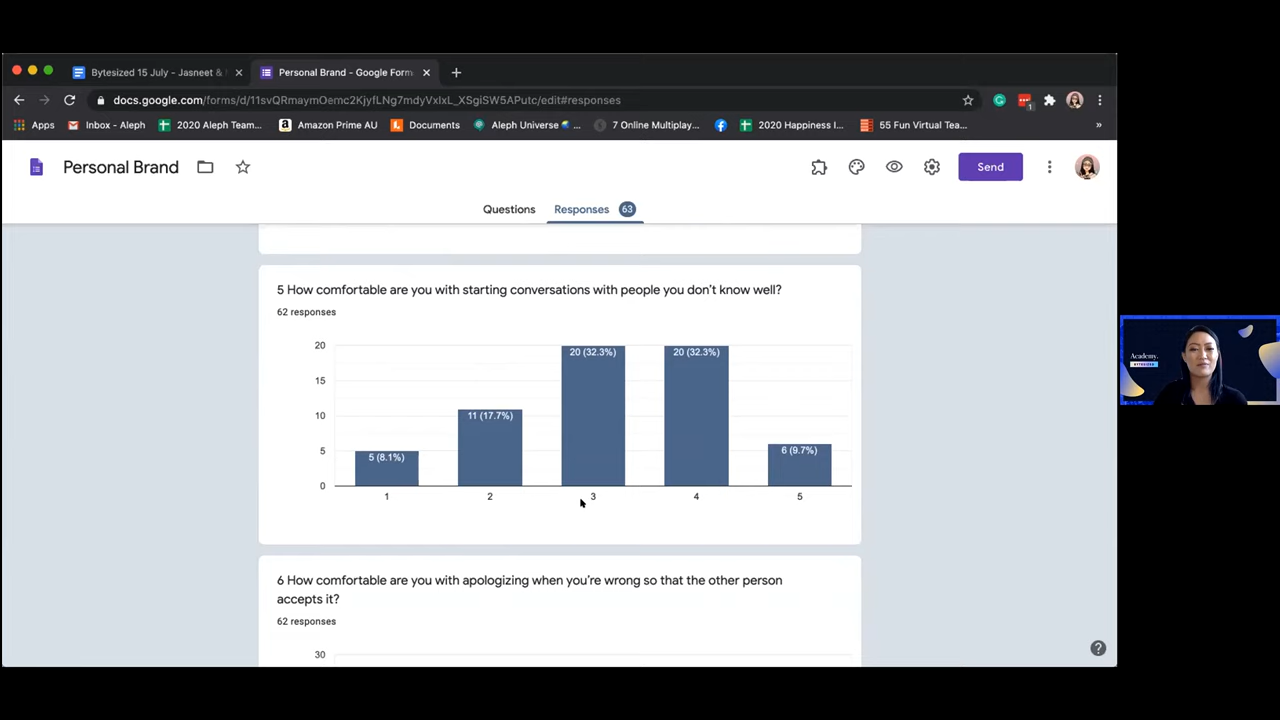 Bytesized 15 July - Jasneet &
Personal Brand - Google Form
docs.google.com/forms/d/11svQRmaymOemc2KjyfLNg7mdyVxIxL_XSgiSW5APutc/edit#responses
Apps Inbox - Aleph 2020 Aleph Team... Amazon Prime AU Documents Aleph Universe ... 7 Online Multiplay... 2020 Happiness I... 55 Fun Virtual Tea... »
Personal Brand
Send
Questions Responses 63
5 How comfortable are you with starting conversations with people you don't know well?
62 responses
20
15
10
5
0
5 (8.1%)
11 (17.7%)
20 (32.3%)
20 (32.3%)
6 (9.7%)
1 2 3 4 5
Academy.
BYTESIZED
6 How comfortable are you with apologizing when you're wrong so that the other person
accepts it?
62 responses
30